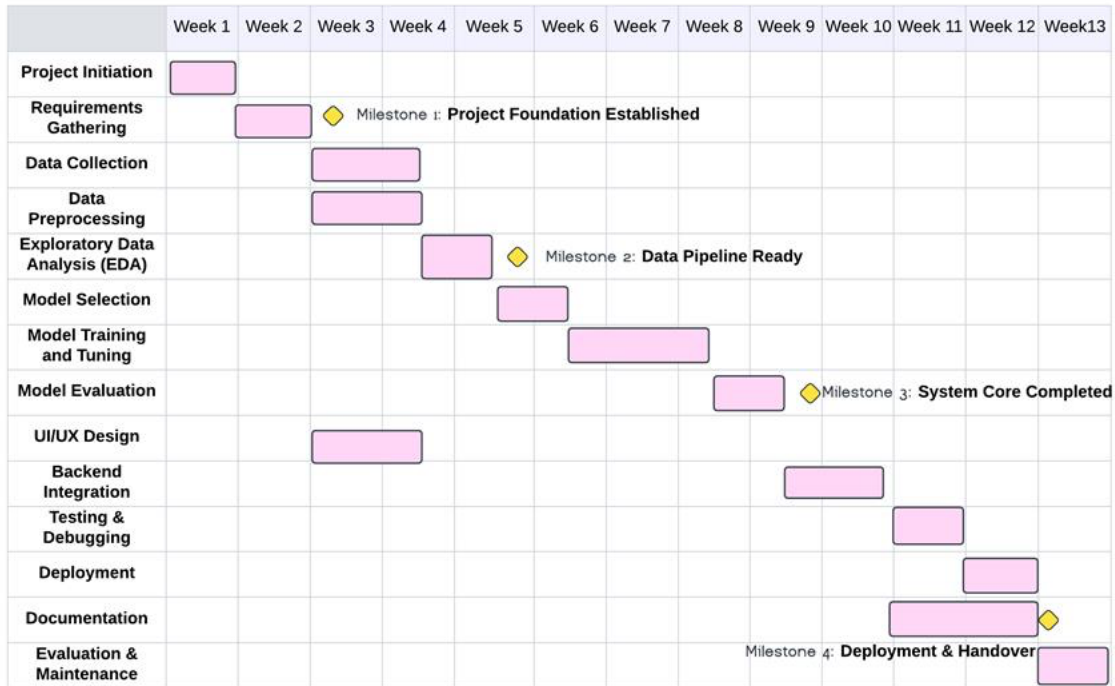 Week 1 Week 2 Week 3 Week 4 Week 5 Week 6 Week 7 Week 8 Week 9 Week 10 Week 11 Week 12 Week13
Project Initiation
Requirements
Gathering
Milestone 1: Project Foundation Established
Data Collection
Data
Preprocessing
Exploratory Data
Analysis (EDA)
Milestone 2: Data Pipeline Ready
Model Selection
Model Training
and Tuning
Model Evaluation
Milestone 3: System Core Completed
UI/UX Design
Backend
Integration
Testing &
Debugging
Deployment
Documentation
Evaluation &
Maintenance
Milestone 4: Deployment & Handover